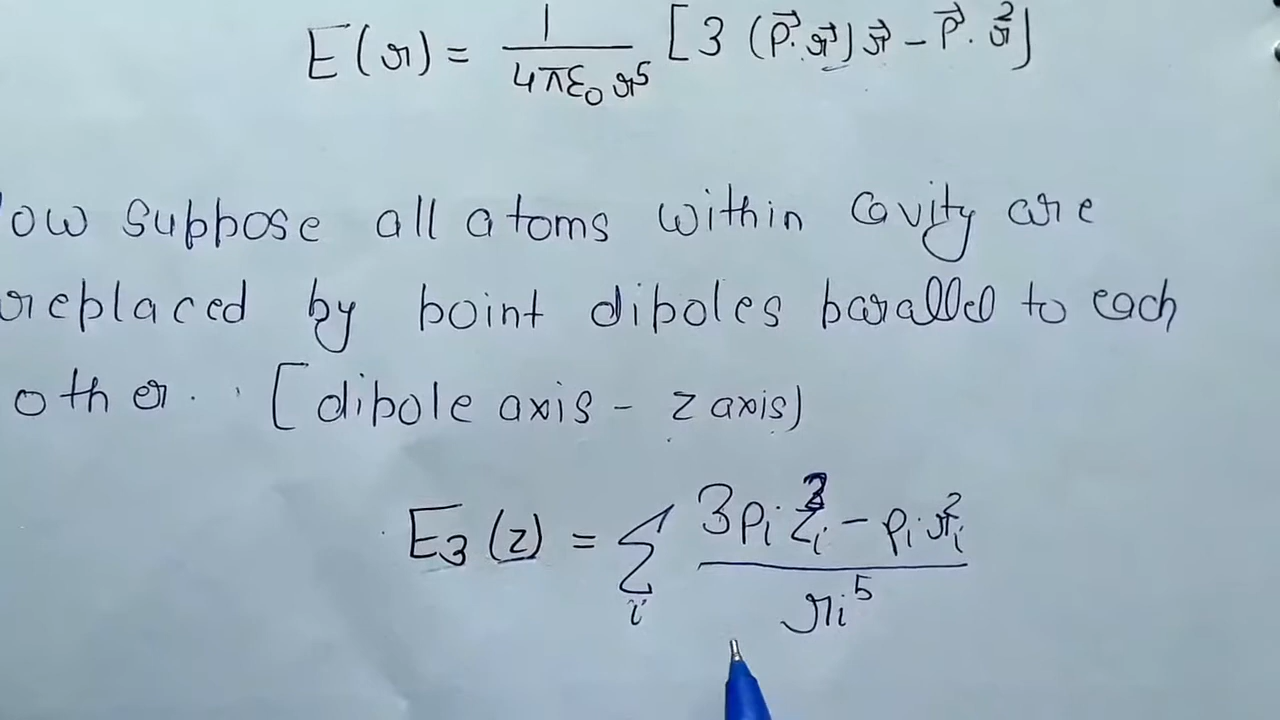 E(r) = 1/4πε₀r⁵ [3 (p⃗·r⃗)r⃗ – p⃗·r⃗²]
ow suppose all atoms within cavity are
replaced by point dipoles parallel to each
other. [dipole axis - z axis)
E₃(z) = Σᵢ 3pᵢ zᵢ² – pᵢ rᵢ² / rᵢ⁵